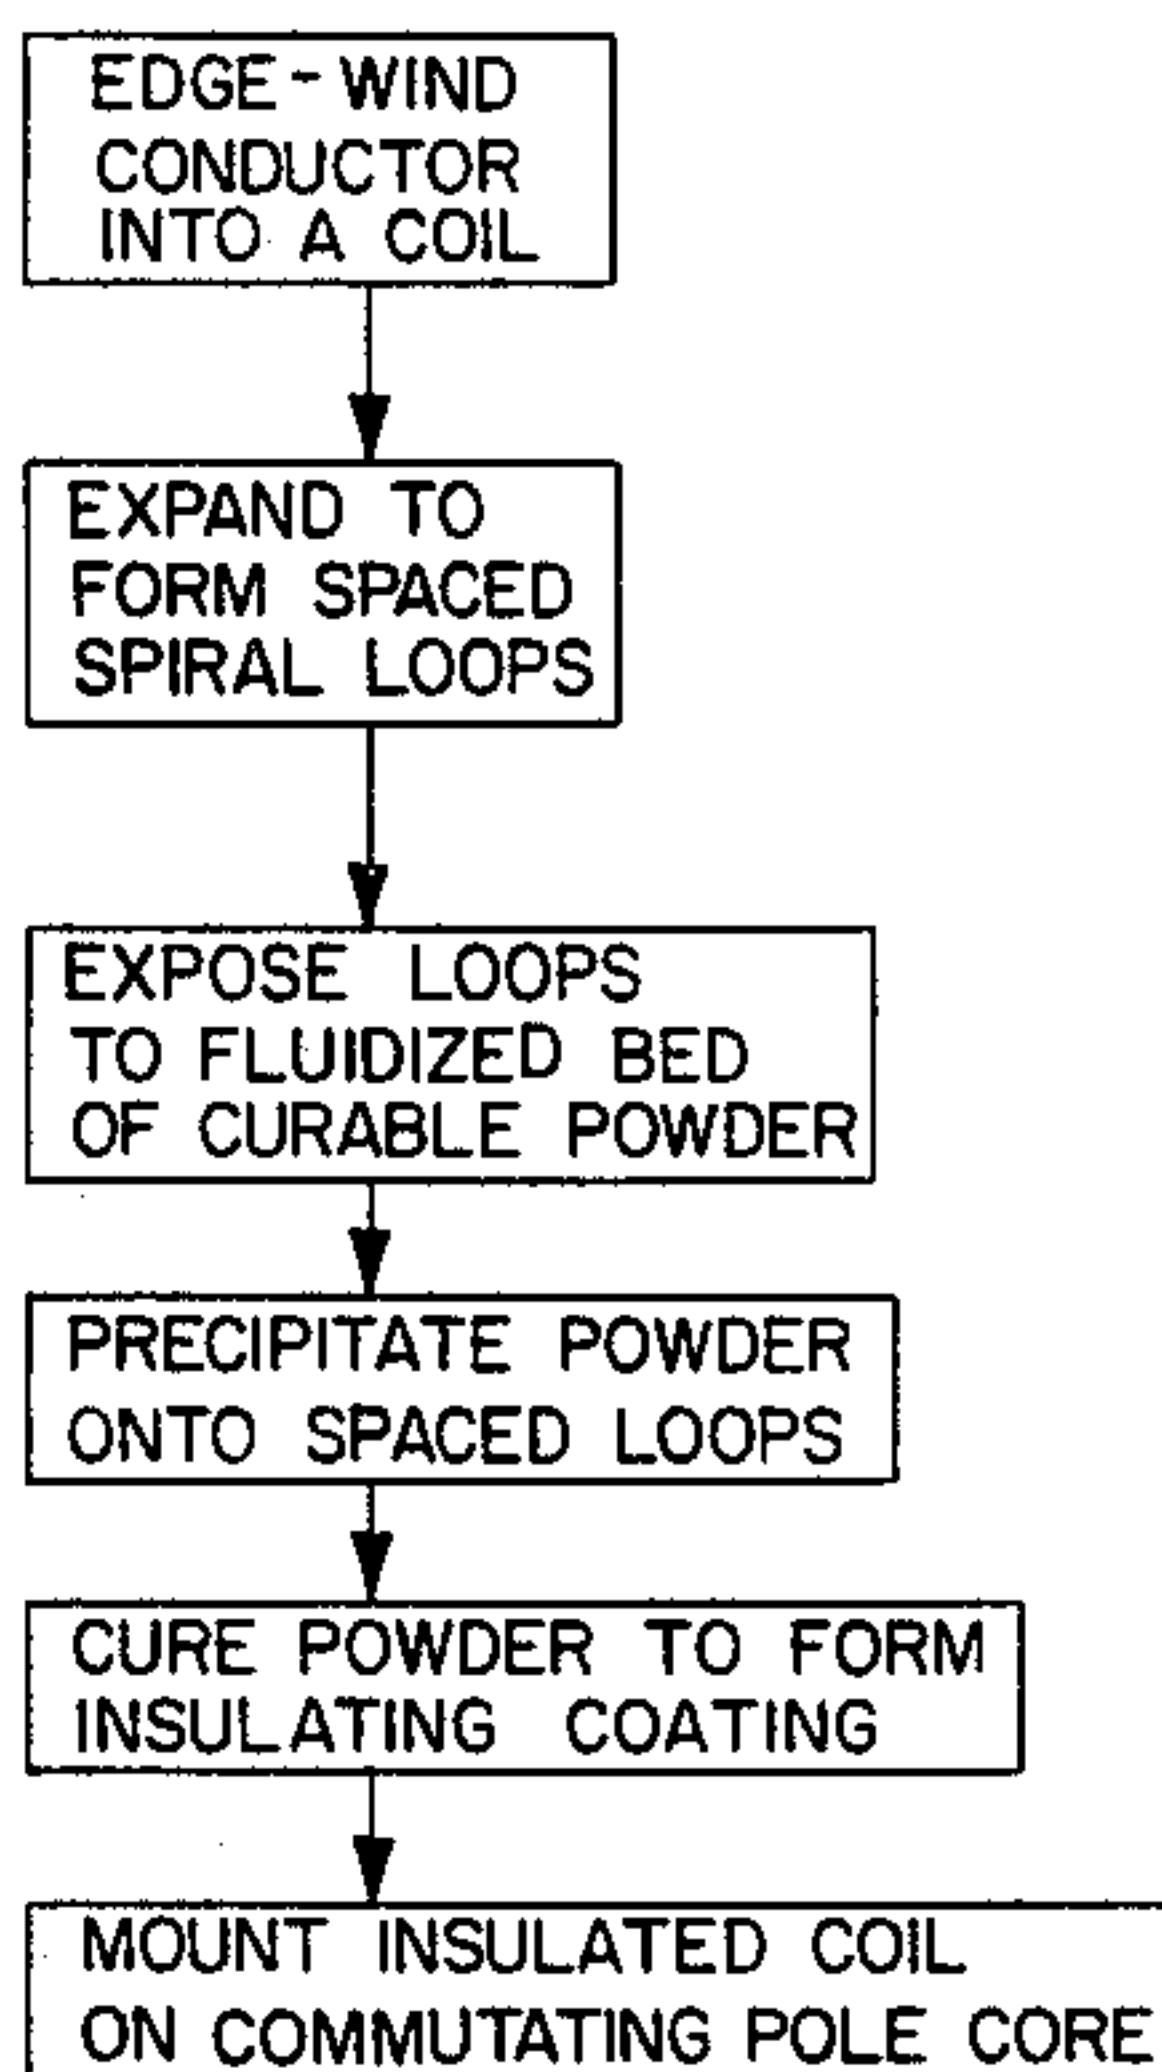 EDGE-WIND
CONDUCTOR
INTO A COIL
EXPAND TO
FORM SPACED
SPIRAL LOOPS
EXPOSE LOOPS
TO FLUIDIZED BED
OF CURABLE POWDER
PRECIPITATE POWDER
ONTO SPACED LOOPS
CURE POWDER TO FORM
INSULATING COATING
MOUNT INSULATED COIL
ON COMMUTATING POLE CORE